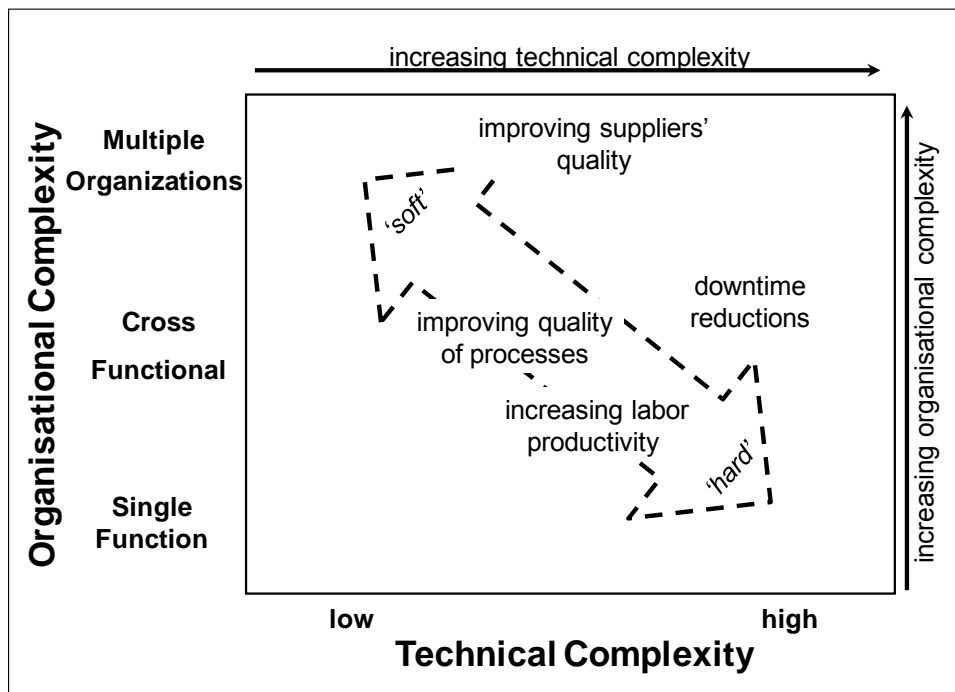 increasing technical complexity
Organisational Complexity
Multiple
Organizations
improving suppliers’
quality
‘soft’
increasing organisational complexity
Cross
Functional
improving quality
of processes
downtime
reductions
increasing labor
productivity
‘hard’
Single
Function
low
high
Technical Complexity